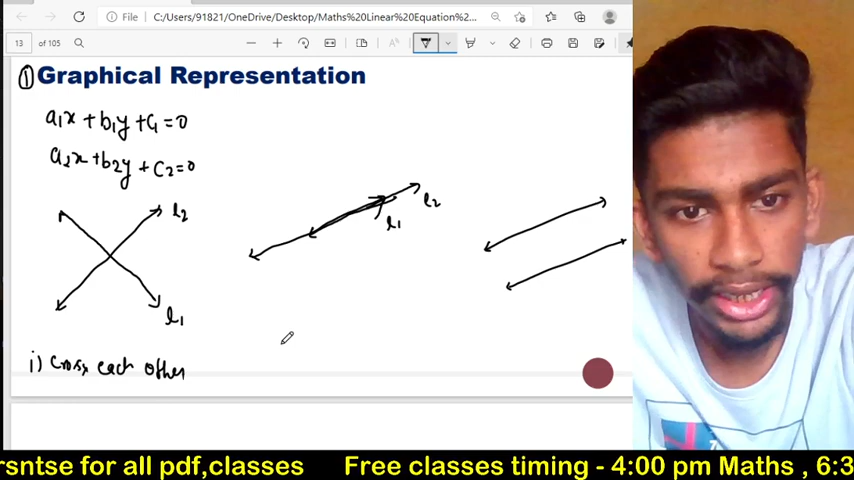 File | C:/Users/91821/OneDrive/Desktop/Maths%20Linear%20Equation%2...
13 of 105
① Graphical Representation
a₁x + b₁y + c₁ = 0
a₂x + b₂y + c₂ = 0
l₂
l₁
l₂
l₁
i) Cross each other
rsntse for all pdf,classes Free classes timing - 4:00 pm Maths , 6:3